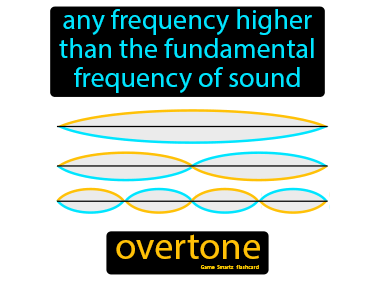 any frequency higher
than the fundamental
frequency of sound
overtone
Game Smartz flashcard